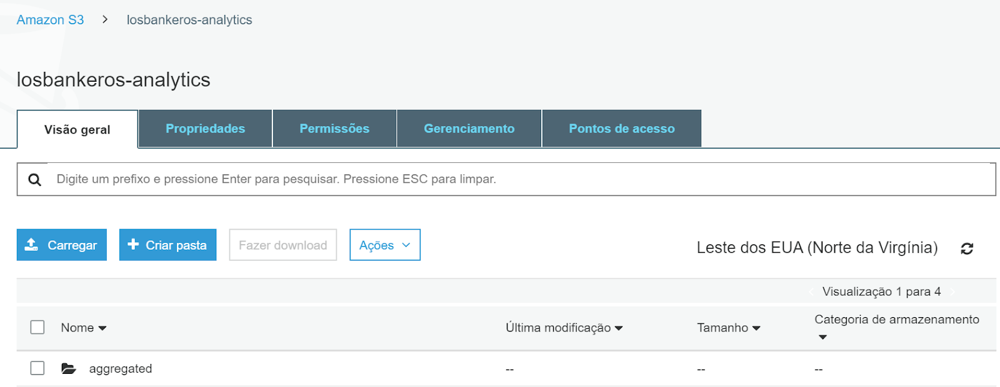 Amazon S3 > losbankeros-analytics
losbankeros-analytics
Visão geral Propriedades Permissões Gerenciamento Pontos de acesso
Digite um prefixo e pressione Enter para pesquisar. Pressione ESC para limpar.
Carregar + Criar pasta Fazer download Ações Leste dos EUA (Norte da Virgínia)
Visualização 1 para 4
Nome Última modificação Tamanho Categoria de armazenamento
aggregated -- -- --